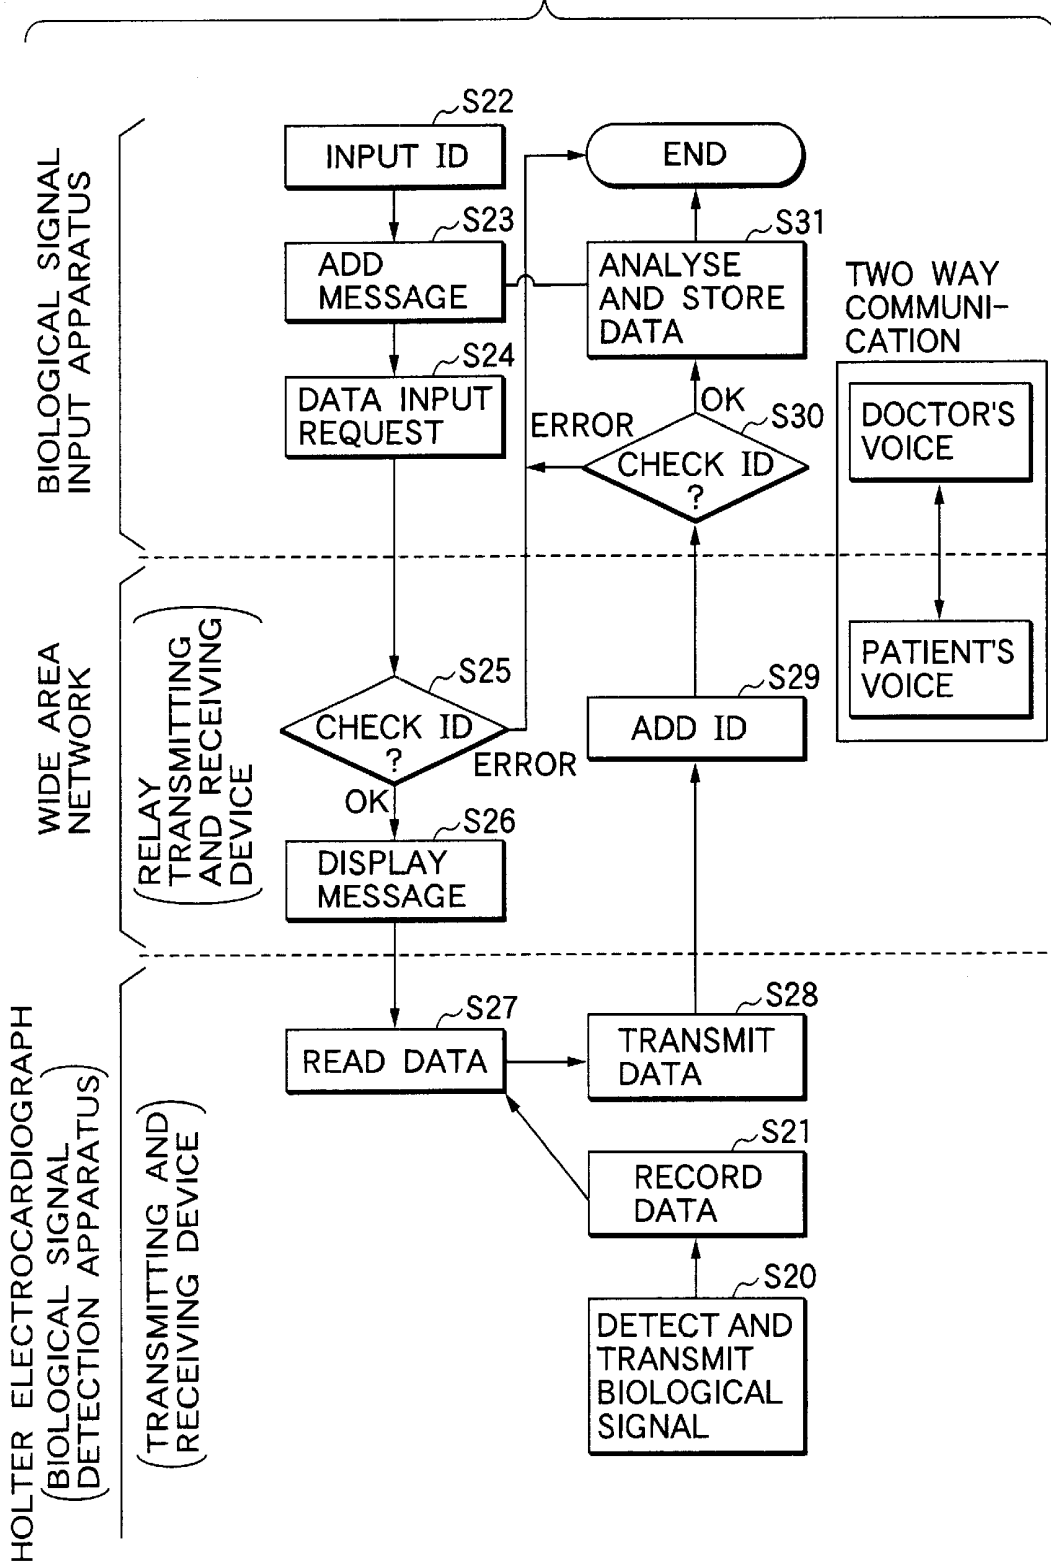 BIOLOGICAL SIGNAL
INPUT APPARATUS
S22
INPUT ID
END
S23
ADD
MESSAGE
S31
ANALYSE
AND STORE
DATA
TWO WAY
COMMUNI-
CATION
S24
DATA INPUT
REQUEST
OK
ERROR
S30
CHECK ID
?
DOCTOR'S
VOICE
WIDE AREA
NETWORK
(RELAY
TRANSMITTING
AND RECEIVING
DEVICE)
S25
CHECK ID
?
ERROR
OK
S29
ADD ID
PATIENT'S
VOICE
S26
DISPLAY
MESSAGE
HOLTER ELECTROCARDIOGRAPH
(BIOLOGICAL SIGNAL
DETECTION APPARATUS)
(TRANSMITTING AND
RECEIVING DEVICE)
S27
READ DATA
S28
TRANSMIT
DATA
S21
RECORD
DATA
S20
DETECT AND
TRANSMIT
BIOLOGICAL
SIGNAL